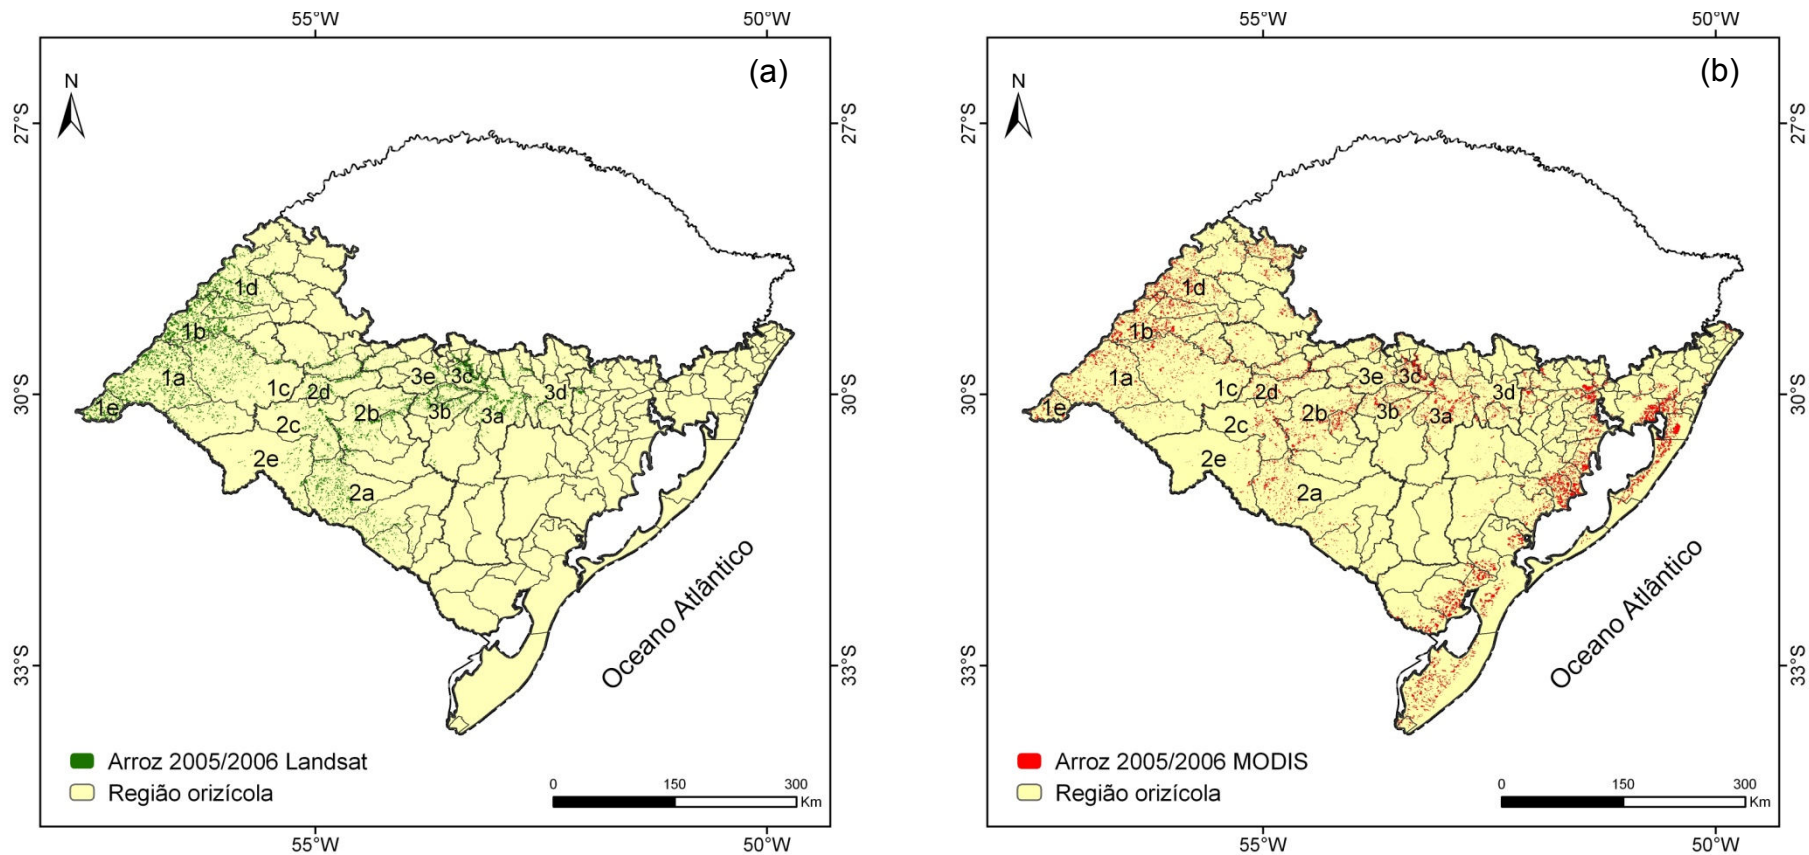 55°W
50°W
(a)
N
27°S
27°S
1d
1b
1a
1c
2d
3e
3c
3d
30°S
30°S
1e
2b
3b
3a
2c
2e
2a
Oceano Atlântico
33°S
33°S
Arroz 2005/2006 Landsat
Região orizícola
0 150 300
Km
55°W
50°W
55°W
50°W
(b)
N
27°S
27°S
1d
1b
1a
1c
2d
3e
3c
3d
30°S
30°S
1e
2b
3b
3a
2c
2e
2a
Oceano Atlântico
33°S
33°S
Arroz 2005/2006 MODIS
Região orizícola
0 150 300
Km
55°W
50°W